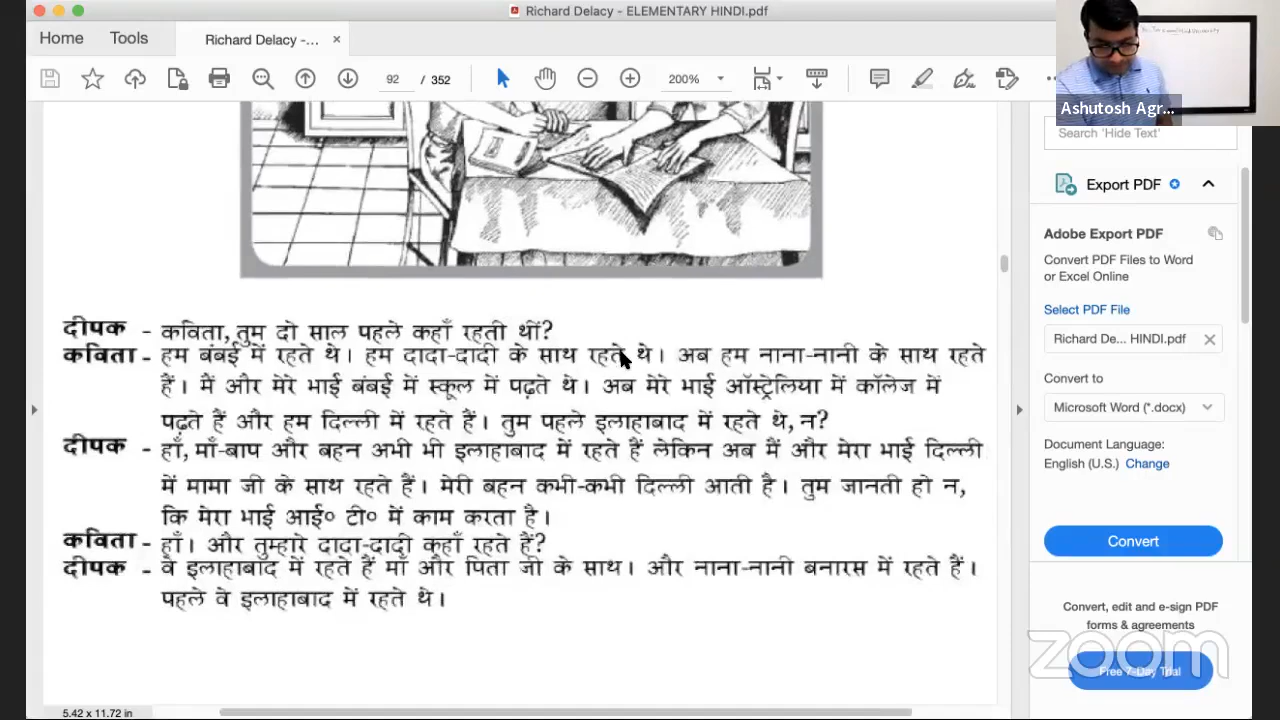 Richard Delacy - ELEMENTARY HINDI.pdf
Home Tools Richard Delacy -... ×
92 / 352 200%
Ashutosh Agr...
Search 'Hide Text'
Export PDF
Adobe Export PDF
Convert PDF Files to Word
or Excel Online
Select PDF File
Richard De... HINDI.pdf
Convert to
Microsoft Word (*.docx)
Document Language:
English (U.S.) Change
Convert
Convert, edit and e-sign PDF
forms & agreements
Free 7-Day Trial
zoom
दीपक - कविता, तुम दो साल पहले कहाँ रहती थीं?
कविता - हम बंबई में रहते थे। हम दादा-दादी के साथ रहते थे। अब हम नाना-नानी के साथ रहते
हैं। मैं और मेरे भाई बंबई में स्कूल में पढ़ते थे। अब मेरे भाई ऑस्ट्रेलिया में कॉलेज में
पढ़ते हैं और हम दिल्ली में रहते हैं। तुम पहले इलाहाबाद में रहते थे, न?
दीपक - हाँ, माँ-बाप और बहन अभी भी इलाहाबाद में रहते हैं लेकिन अब मैं और मेरा भाई दिल्ली
में मामा जी के साथ रहते हैं। मेरी बहन कभी-कभी दिल्ली आती है। तुम जानती हो न,
कि मेरा भाई आई० टी० में काम करता है।
कविता - हाँ। और तुम्हारे दादा-दादी कहाँ रहते हैं?
दीपक - वे इलाहाबाद में रहते हैं माँ और पिता जी के साथ। और नाना-नानी बनारस में रहते हैं।
पहले वे इलाहाबाद में रहते थे।
5.42 x 11.72 in